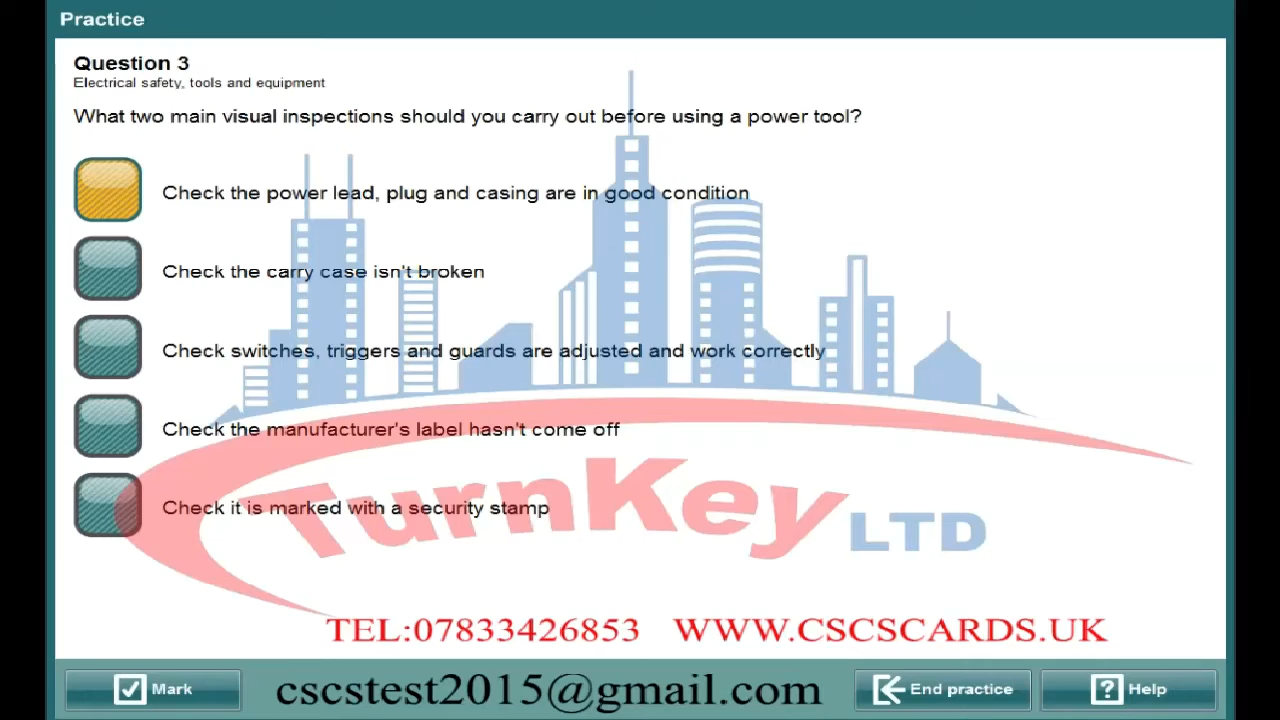 Practice
Question 3
Electrical safety, tools and equipment
What two main visual inspections should you carry out before using a power tool?
Check the power lead, plug and casing are in good condition
Check the carry case isn't broken
Check switches, triggers and guards are adjusted and work correctly
Check the manufacturer's label hasn't come off
Check it is marked with a security stamp
TurnKey LTD
TEL:07833426853 WWW.CSCSCARDS.UK
Mark cscstest2015@gmail.com End practice Help